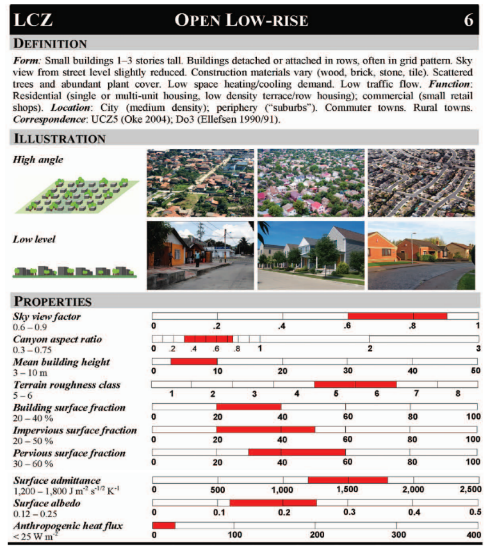 LCZ OPEN LOW-RISE 6
DEFINITION
Form: Small buildings 1–3 stories tall. Buildings detached or attached in rows, often in grid pattern. Sky
view from street level slightly reduced. Construction materials vary (wood, brick, stone, tile). Scattered
trees and abundant plant cover. Low space heating/cooling demand. Low traffic flow. Function:
Residential (single or multi-unit housing, low density terrace/row housing); commercial (small retail
shops). Location: City (medium density); periphery (“suburbs”). Commuter towns. Rural towns.
Correspondence: UCZ5 (Oke 2004); Do3 (Ellefsen 1990/91).
ILLUSTRATION
High angle
Low level
PROPERTIES
Sky view factor
0.6 – 0.9
0 .2 .4 .6 .8 1
Canyon aspect ratio
0.3 – 0.75
0 .2 .4 .6 .8 1 2 3
Mean building height
3 – 10 m
0 10 20 30 40 50
Terrain roughness class
5 – 6
1 2 3 4 5 6 7 8
Building surface fraction
20 – 40 %
0 20 40 60 80 100
Impervious surface fraction
20 – 50 %
0 20 40 60 80 100
Pervious surface fraction
30 – 60 %
0 20 40 60 80 100
Surface admittance
1,200 – 1,800 J m⁻² s⁻¹/² K⁻¹
0 500 1,000 1,500 2,000 2,500
Surface albedo
0.12 – 0.25
0 0.1 0.2 0.3 0.4 0.5
Anthropogenic heat flux
< 25 W m⁻²
0 100 200 300 400